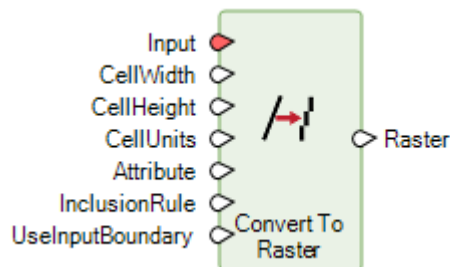 Input
CellWidth
CellHeight
CellUnits
Attribute
InclusionRule
UseInputBoundary
Raster
Convert To
Raster